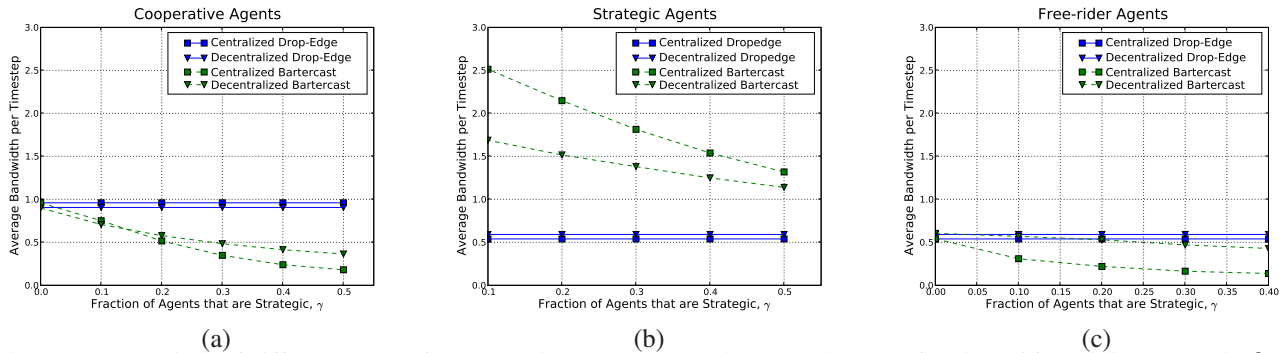 Cooperative Agents
3.0
2.5
2.0
1.5
1.0
0.5
0.0
Average Bandwidth per Timestep
Centralized Drop-Edge
Decentralized Drop-Edge
Centralized Bartercast
Decentralized Bartercast
0.0 0.1 0.2 0.3 0.4 0.5
Fraction of Agents that are Strategic, γ
(a)
Strategic Agents
3.0
2.5
2.0
1.5
1.0
0.5
0.0
Average Bandwidth per Timestep
Centralized Dropedge
Decentralized Dropedge
Centralized Bartercast
Decentralized Bartercast
0.1 0.2 0.3 0.4 0.5
Fraction of Agents that are Strategic, γ
(b)
Free-rider Agents
3.0
2.5
2.0
1.5
1.0
0.5
0.0
Average Bandwidth per Timestep
Centralized Drop-Edge
Decentralized Drop-Edge
Centralized Bartercast
Decentralized Bartercast
0.00 0.05 0.10 0.15 0.20 0.25 0.30 0.35 0.40
Fraction of Agents that are Strategic, γ
(c)